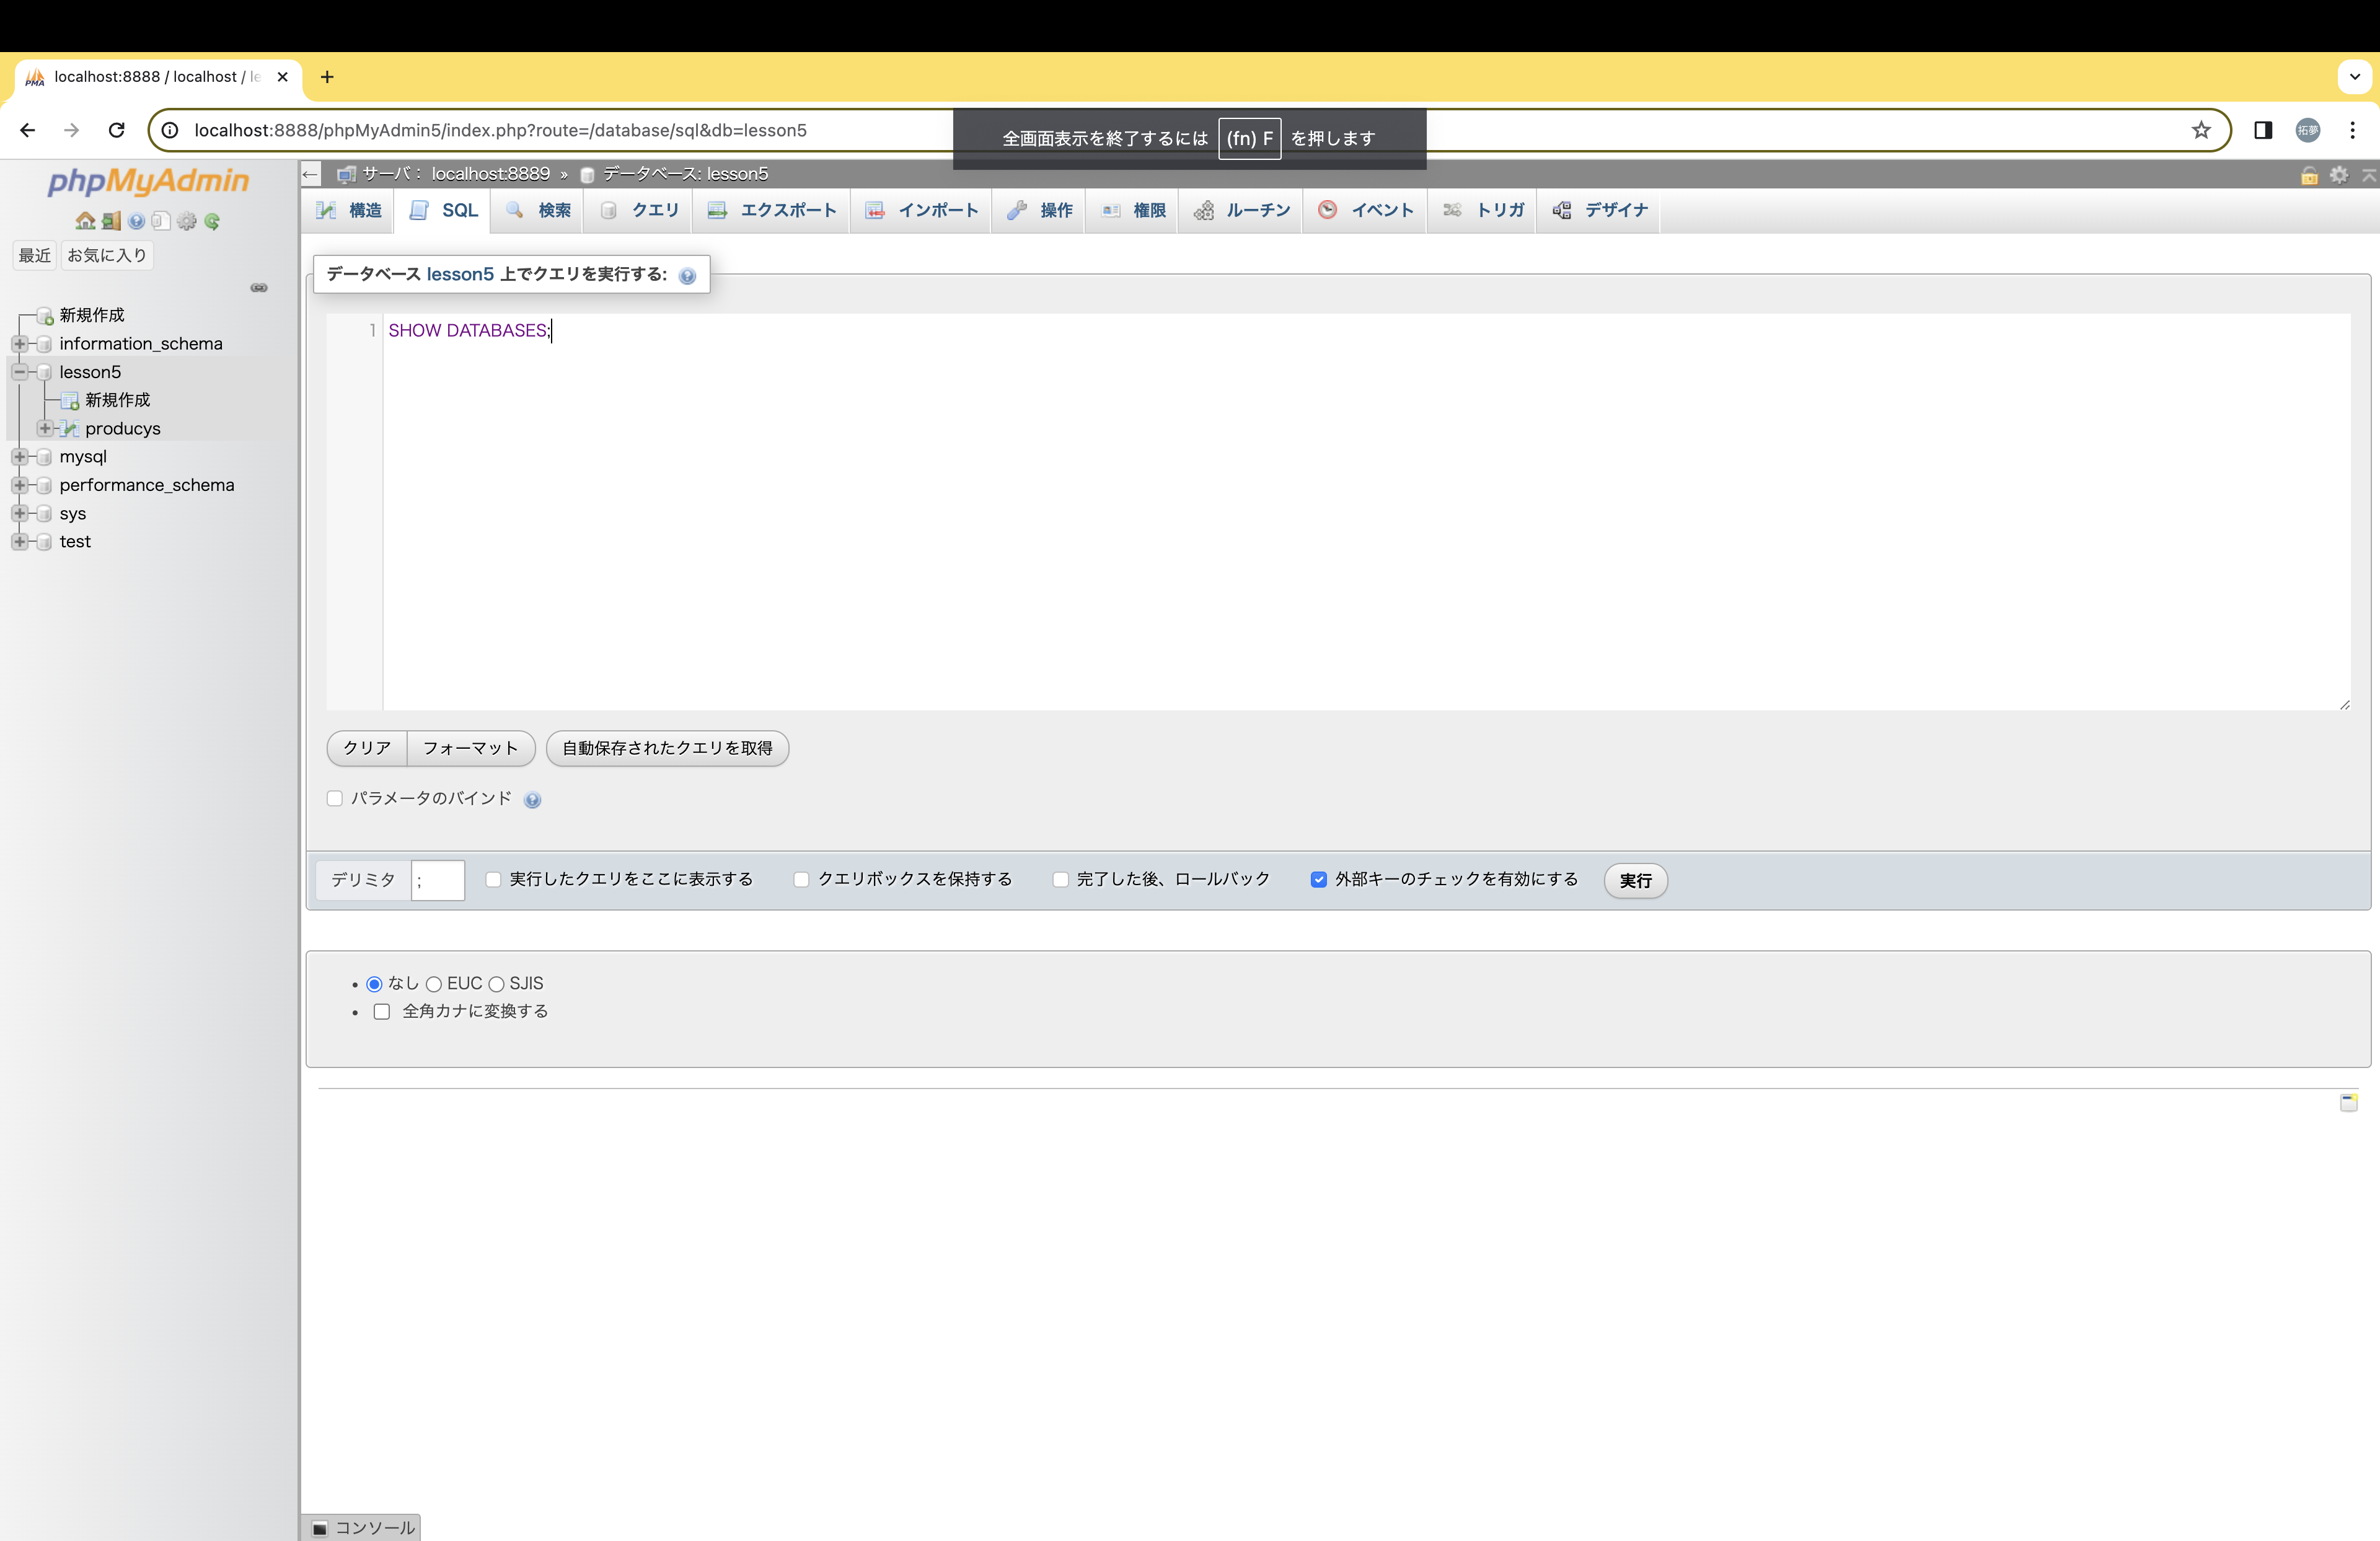 localhost:8888 / localhost / le
localhost:8888/phpMyAdmin5/index.php?route=/database/sql&db=lesson5
全画面表示を終了するには (fn) F を押します
拓夢
phpMyAdmin
最近 お気に入り
新規作成
information_schema
lesson5
新規作成
producys
mysql
performance_schema
sys
test
サーバ: localhost:8889 » データベース: lesson5
構造 SQL 検索 クエリ エクスポート インポート 操作 権限 ルーチン イベント トリガ デザイナ
データベース lesson5 上でクエリを実行する:
1 SHOW DATABASES;
クリア フォーマット 自動保存されたクエリを取得
パラメータのバインド
デリミタ ; 実行したクエリをここに表示する クエリボックスを保持する 完了した後、ロールバック 外部キーのチェックを有効にする 実行
なし EUC SJIS
全角カナに変換する
コンソール